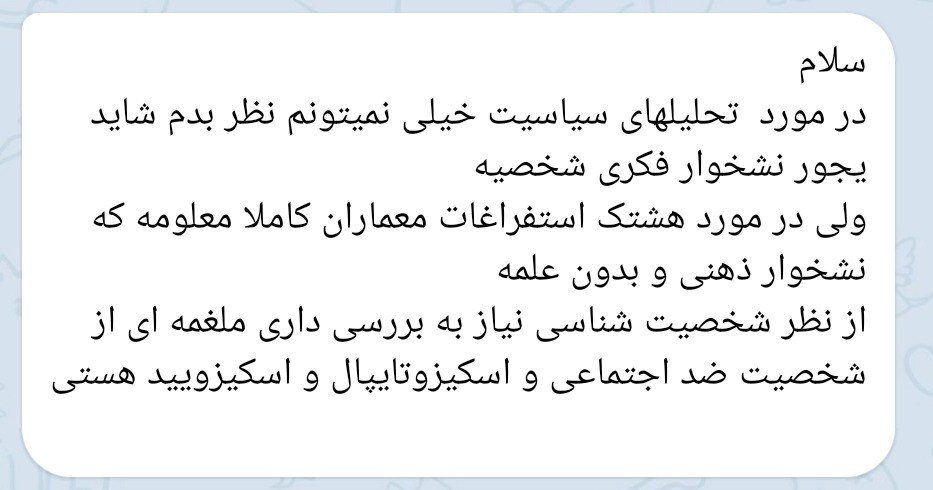 سلام
در مورد  تحلیلهای سیاسیت خیلی نمیتونم نظر بدم شاید
یجور نشخوار فکری شخصیه
ولی در مورد هشتک استفراغات معماران کاملا معلومه که
نشخوار ذهنی و بدون علمه
از نظر شخصیت شناسی نیاز به بررسی داری ملغمه ای از
شخصیت ضد اجتماعی و اسکیزوتایپال و اسکیزویید هستی